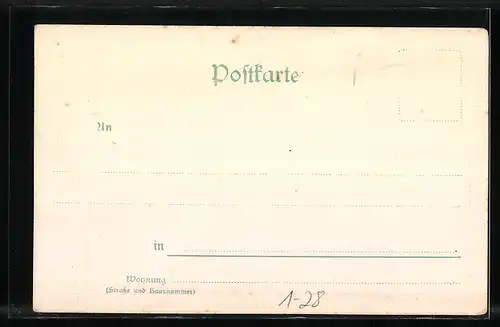 Postkarte
An
in
Wohnung
(Straße und Hausnummer)
1-28